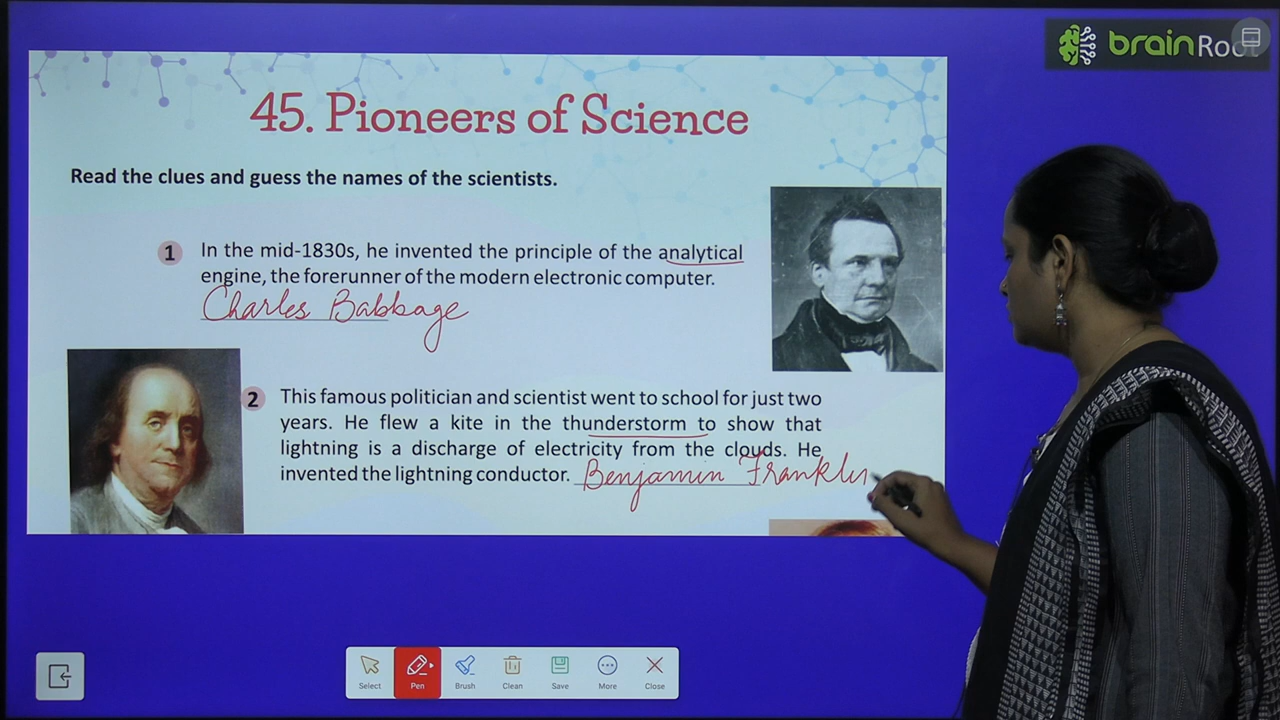 brainRoot
45. Pioneers of Science
Read the clues and guess the names of the scientists.
1 In the mid-1830s, he invented the principle of the analytical
engine, the forerunner of the modern electronic computer.
Charles Babbage
2 This famous politician and scientist went to school for just two
years. He flew a kite in the thunderstorm to show that
lightning is a discharge of electricity from the clouds. He
invented the lightning conductor. Benjamin Franklin
Select Pen Brush Clean Save More Close